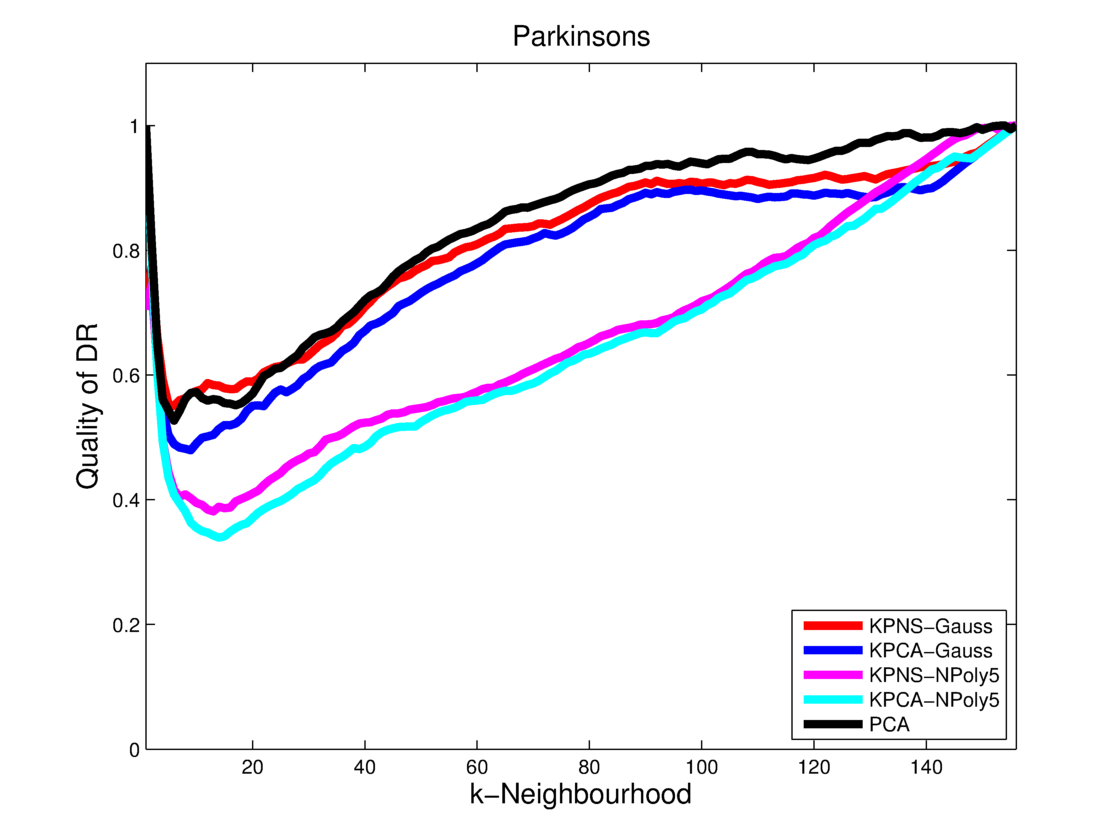 Parkinsons
Quality of DR
1
0.8
0.6
0.4
0.2
0
20 40 60 80 100 120 140
k−Neighbourhood
KPNS−Gauss
KPCA−Gauss
KPNS−NPoly5
KPCA−NPoly5
PCA